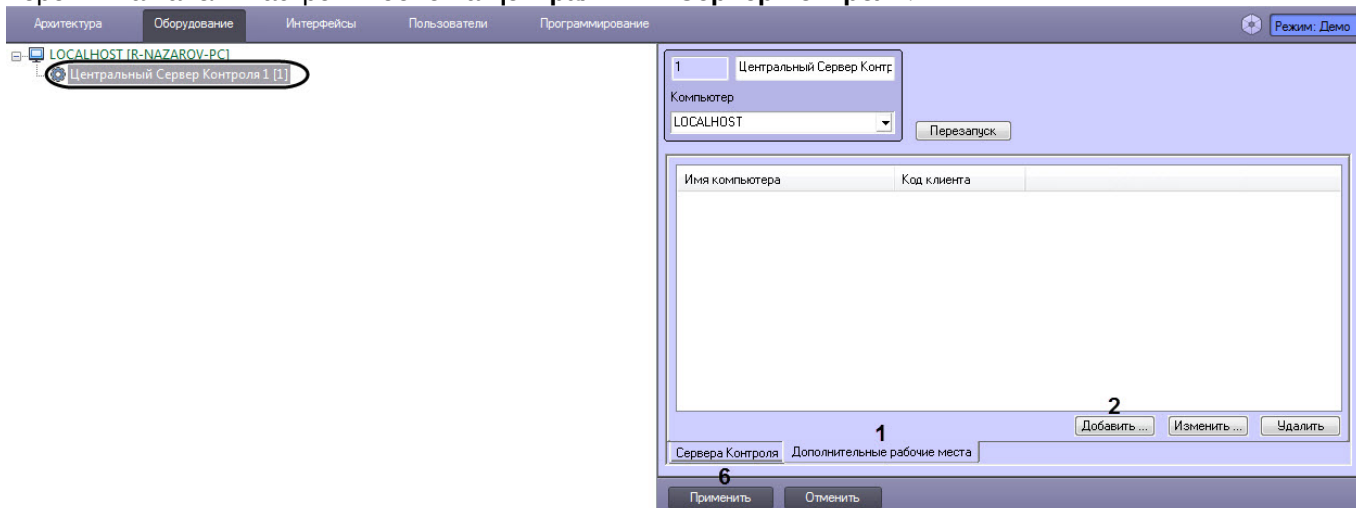 Архитектура Оборудование Интерфейсы Пользователи Программирование Режим: Демо
LOCALHOST [R-NAZAROV-PC]
Центральный Сервер Контроля 1 [1]
1 Центральный Сервер Контр
Компьютер
LOCALHOST
Перезапуск
Имя компьютера Код клиента
2
Добавить ... Изменить ... Удалить
1
Сервера Контроля Дополнительные рабочие места
6
Применить Отменить